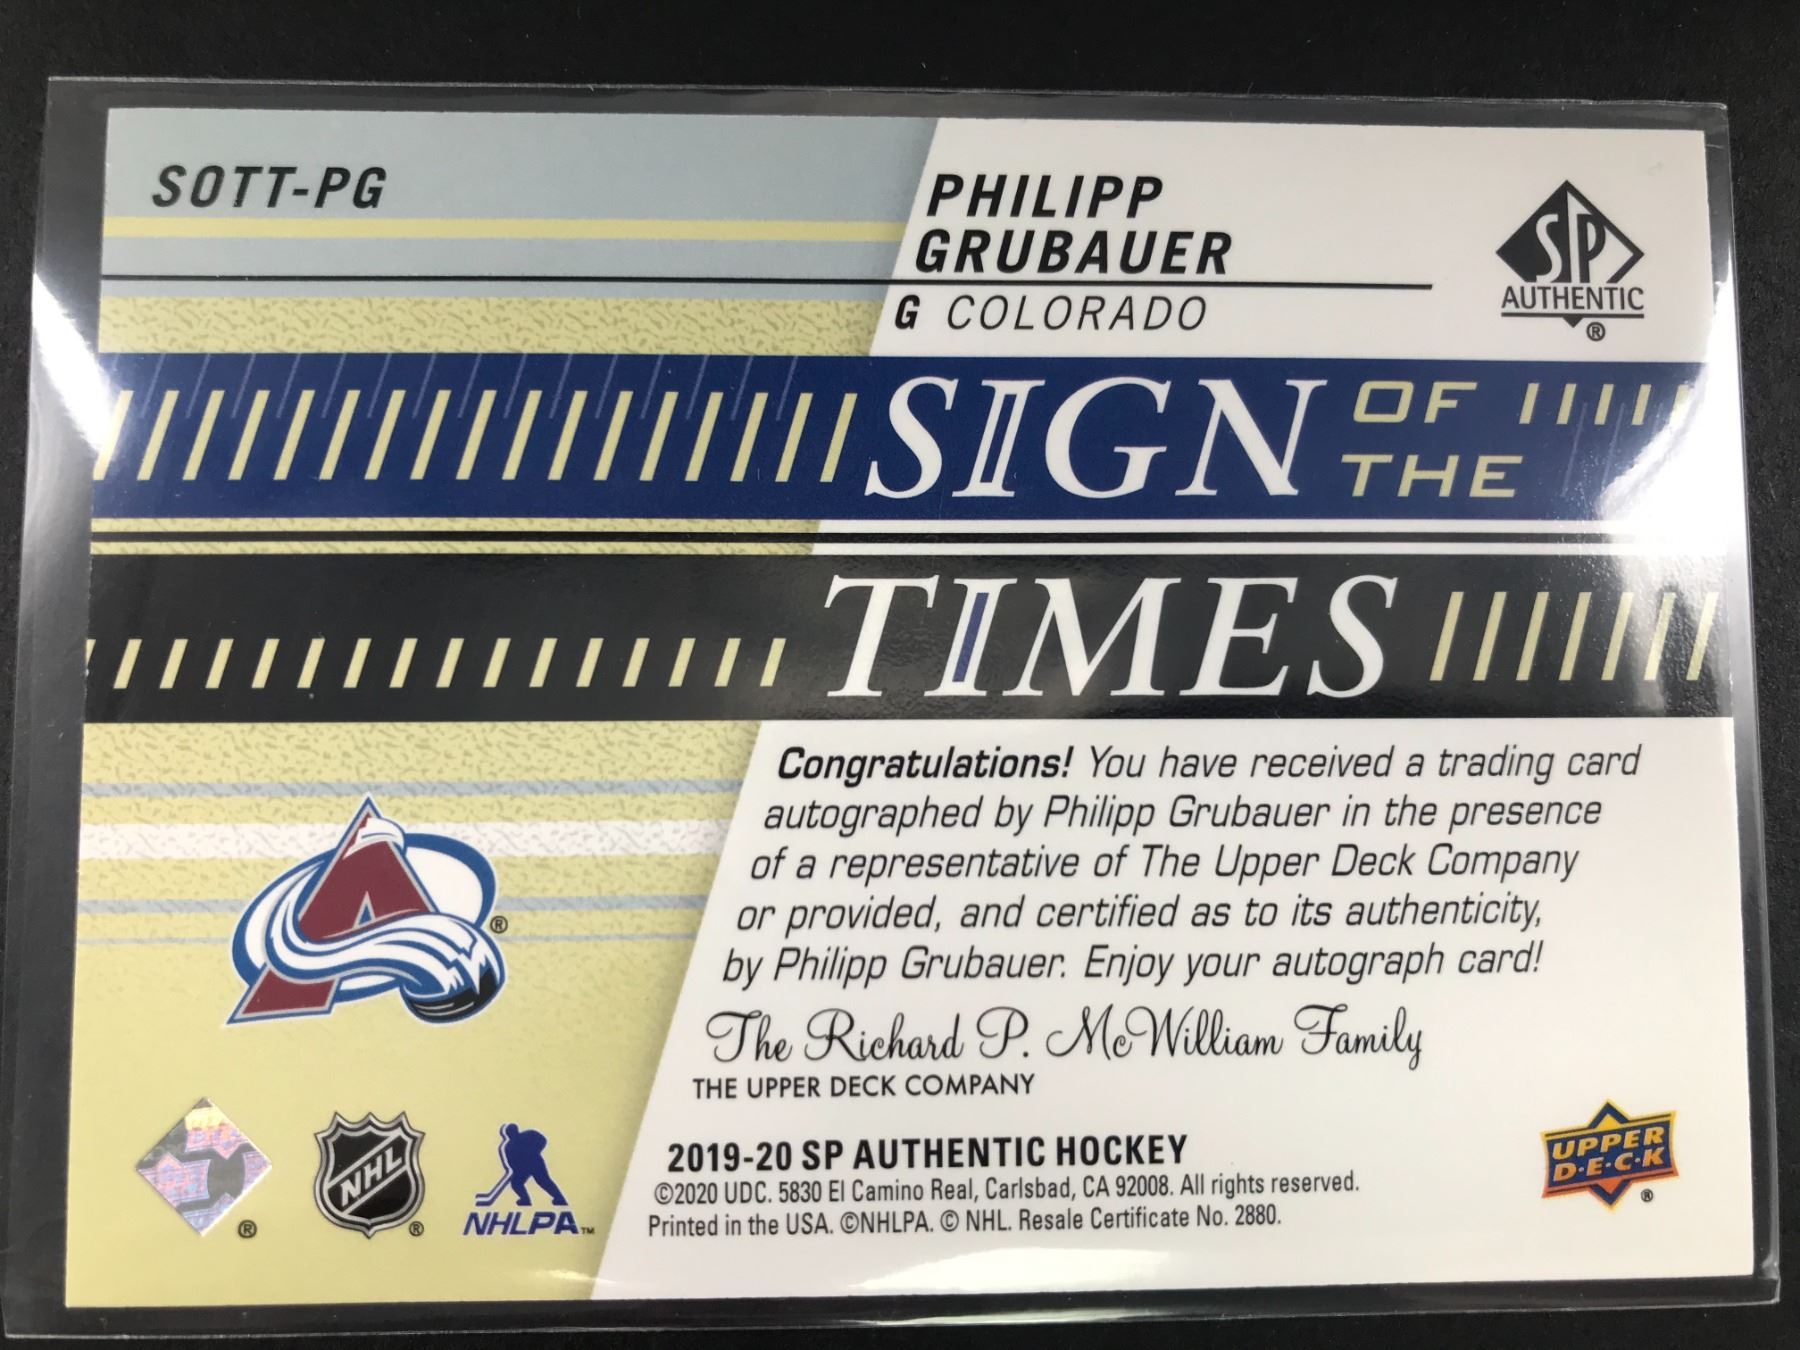 SOTT-PG
PHILIPP
GRUBAUER
G COLORADO
SP
AUTHENTIC
®
SIGN OF THE
TIMES
Congratulations! You have received a trading card
autographed by Philipp Grubauer in the presence
of a representative of The Upper Deck Company
or provided, and certified as to its authenticity,
by Philipp Grubauer. Enjoy your autograph card!
The Richard P. McWilliam Family
THE UPPER DECK COMPANY
A ®
®
NHL ®
NHLPA™
2019-20 SP AUTHENTIC HOCKEY
©2020 UDC. 5830 El Camino Real, Carlsbad, CA 92008. All rights reserved.
Printed in the USA. ©NHLPA. © NHL. Resale Certificate No. 2880.
UPPER
D·E·C·K
®